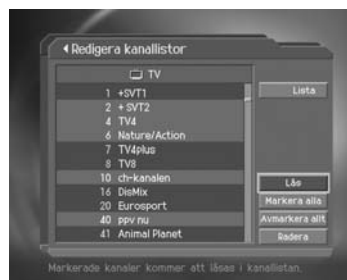 Redigera kanallistor
TV
1 +SVT1
2 +SVT2
4 TV4
6 Nature/Action
7 TV4plus
8 TV8
10 ch-kanalen
16 DisMix
20 Eurosport
40 ppv nu
41 Animal Planet
Lista
Lås
Markera alla
Avmarkera allt
Radera
Markerade kanaler kommer att låsas i kanallistan.